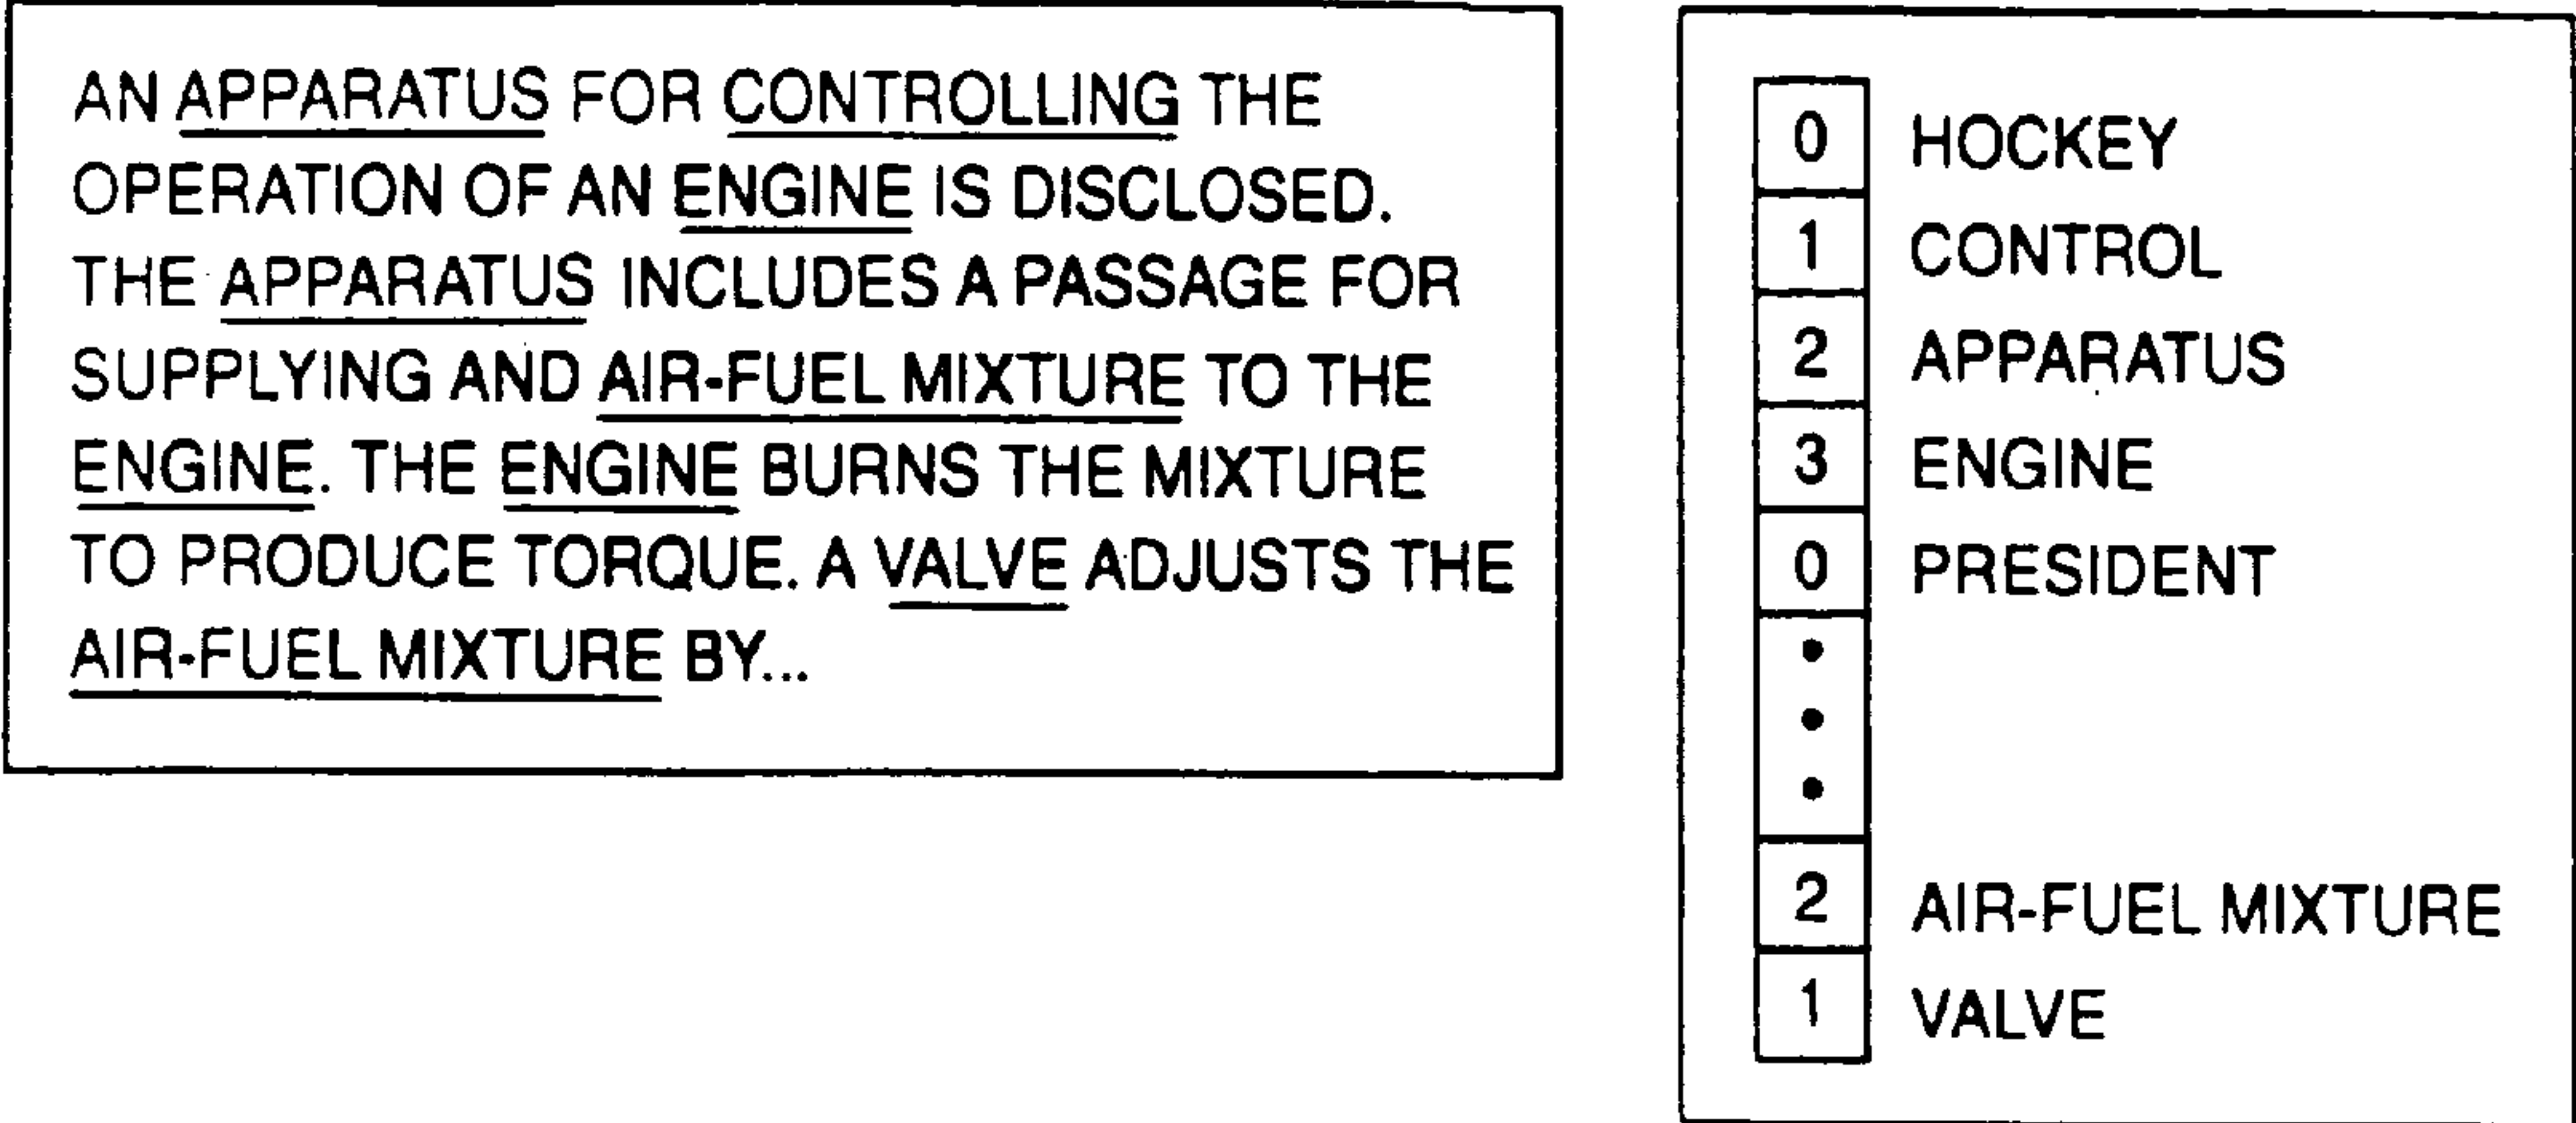 AN APPARATUS FOR CONTROLLING THE
OPERATION OF AN ENGINE IS DISCLOSED.
THE APPARATUS INCLUDES A PASSAGE FOR
SUPPLYING AND AIR-FUEL MIXTURE TO THE
ENGINE. THE ENGINE BURNS THE MIXTURE
TO PRODUCE TORQUE. A VALVE ADJUSTS THE
AIR-FUEL MIXTURE BY...
0 HOCKEY
1 CONTROL
2 APPARATUS
3 ENGINE
0 PRESIDENT
2 AIR-FUEL MIXTURE
1 VALVE